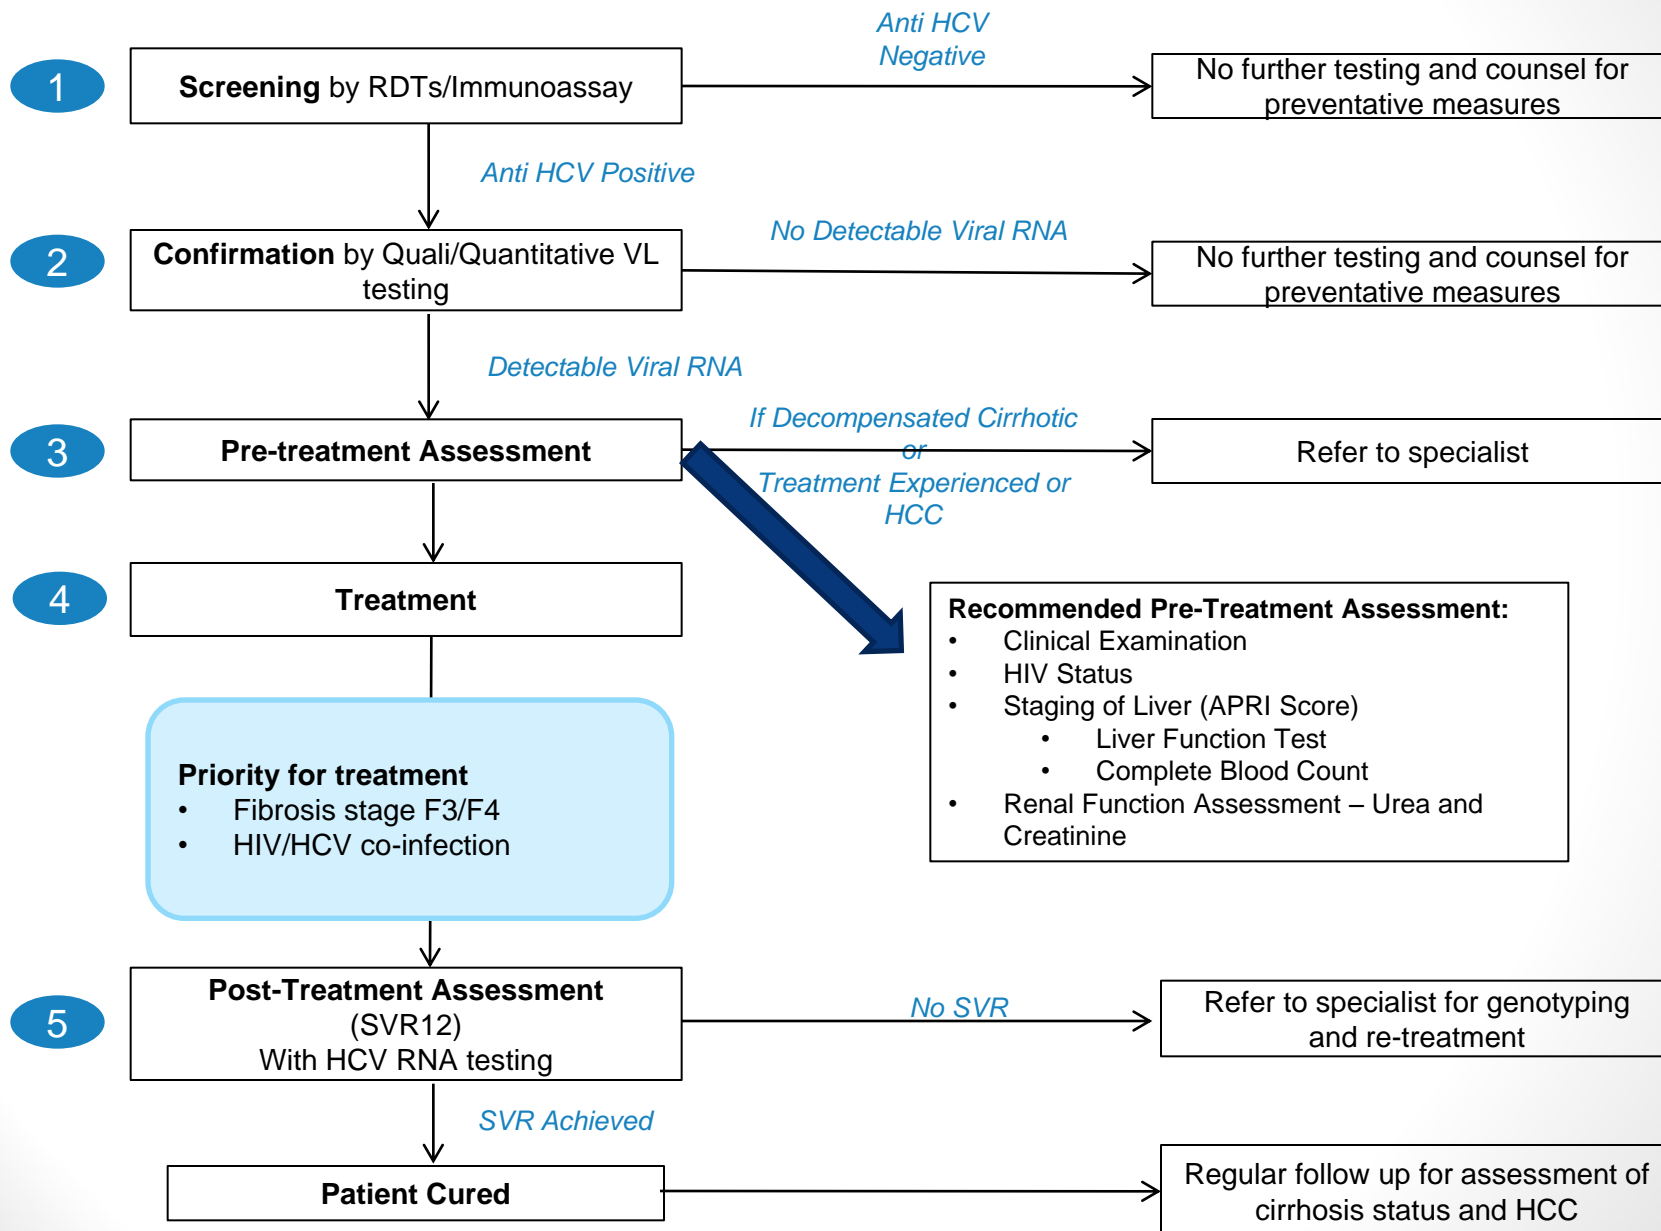 1
Screening by RDTs/Immunoassay
Anti HCV
Negative
No further testing and counsel for
preventative measures
Anti HCV Positive
2
Confirmation by Quali/Quantitative VL
testing
No Detectable Viral RNA
No further testing and counsel for
preventative measures
Detectable Viral RNA
3
Pre-treatment Assessment
If Decompensated Cirrhotic
or
Treatment Experienced or
HCC
Refer to specialist
4
Treatment
Recommended Pre-Treatment Assessment:
• Clinical Examination
• HIV Status
• Staging of Liver (APRI Score)
• Liver Function Test
• Complete Blood Count
• Renal Function Assessment – Urea and
Creatinine
Priority for treatment
• Fibrosis stage F3/F4
• HIV/HCV co-infection
5
Post-Treatment Assessment
(SVR12)
With HCV RNA testing
No SVR
Refer to specialist for genotyping
and re-treatment
SVR Achieved
Patient Cured
Regular follow up for assessment of
cirrhosis status and HCC